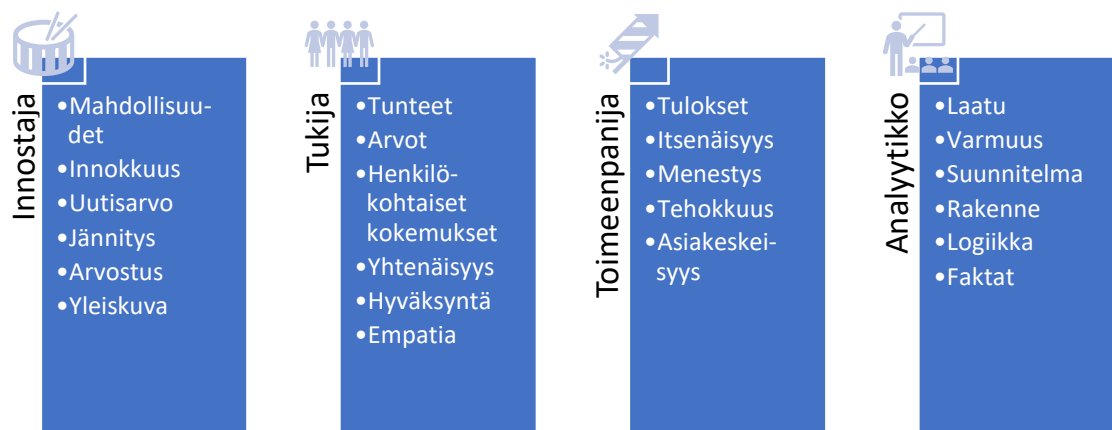 Innostaja
•Mahdollisuu-
det
•Innokkuus
•Uutisarvo
•Jännitys
•Arvostus
•Yleiskuva
Tukija
•Tunteet
•Arvot
•Henkilö-
kohtaiset
kokemukset
•Yhtenäisyys
•Hyväksyntä
•Empatia
Toimeenpanija
•Tulokset
•Itsenäisyys
•Menestys
•Tehokkuus
•Asiakeskei-
syys
Analyytikko
•Laatu
•Varmuus
•Suunnitelma
•Rakenne
•Logiikka
•Faktat